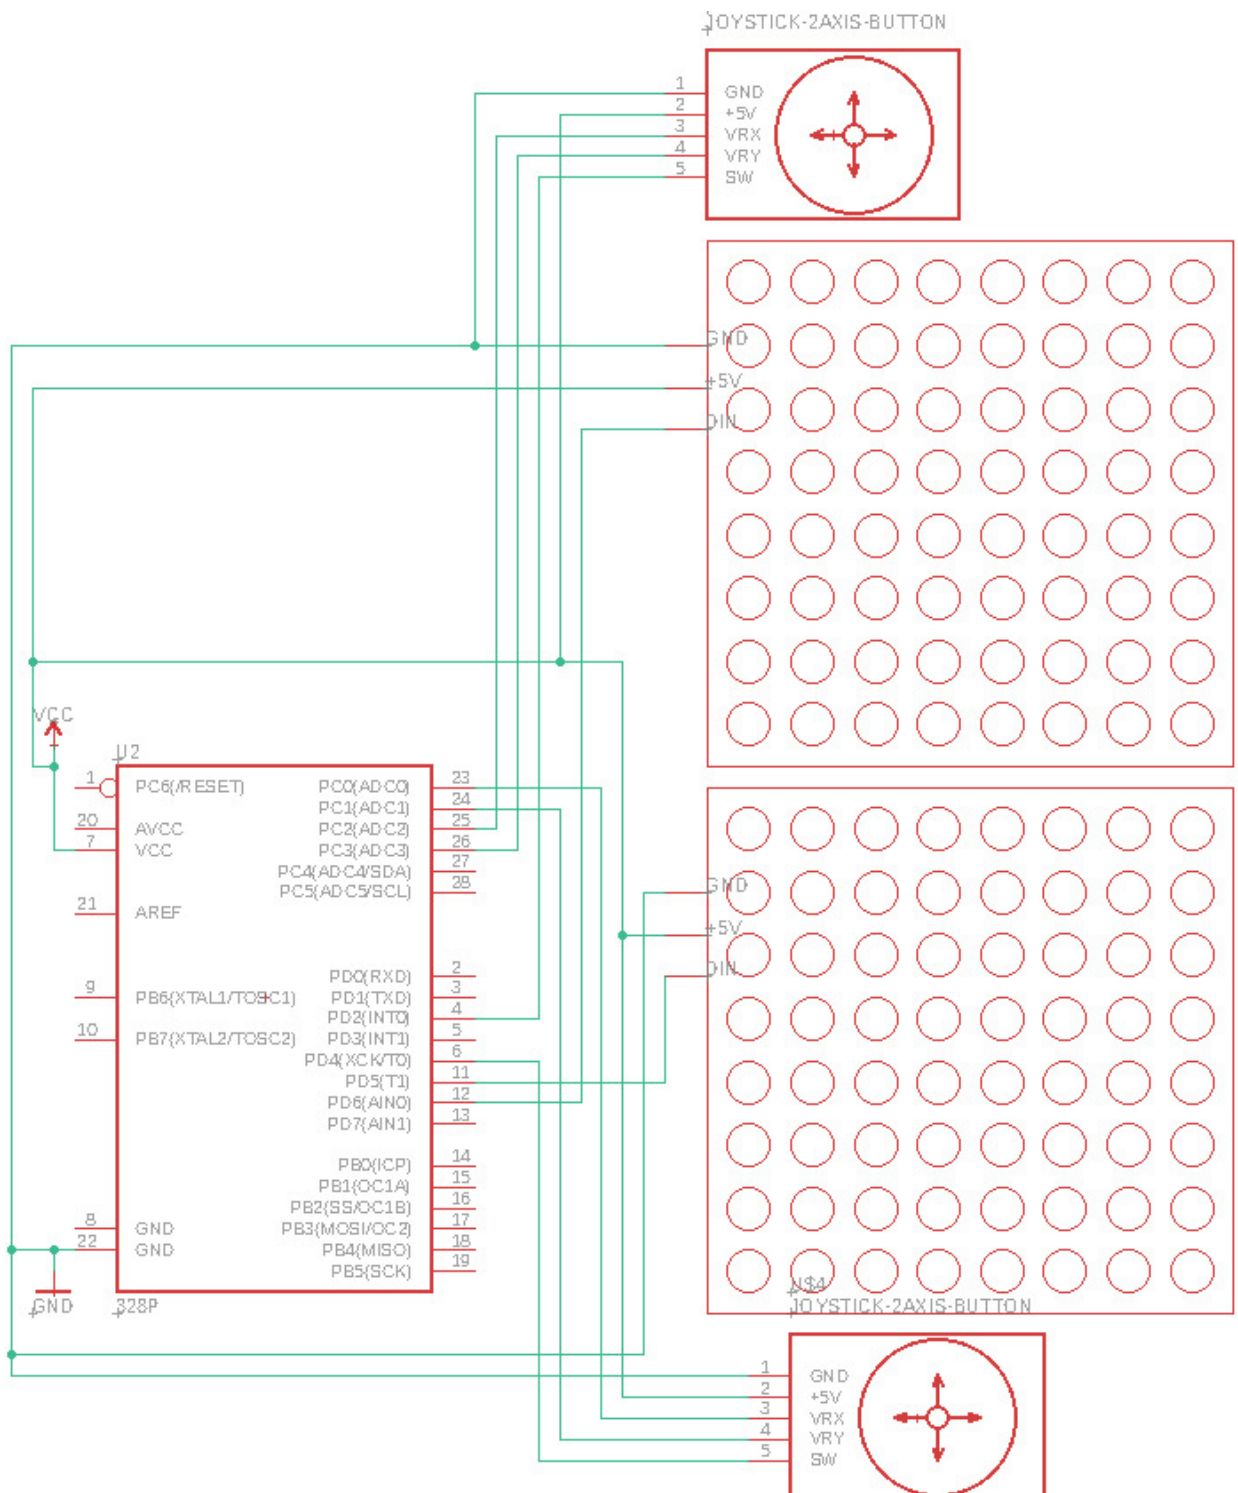 JOYSTICK-2AXIS-BUTTON
1 GND
2 +5V
3 VRX
4 VRY
5 SW
GND
+5V
DIN
VCC
U2
1 PC6(/RESET) PC0(ADC0) 23
PC1(ADC1) 24
20 AVCC PC2(ADC2) 25
7 VCC PC3(ADC3) 26
PC4(ADC4/SDA) 27
PC5(ADC5/SCL) 28
21 AREF
GND
+5V
DIN
PD0(RXD) 2
9 PB6(XTAL1/TOSC1) PD1(TXD) 3
PD2(INT0) 4
10 PB7(XTAL2/TOSC2) PD3(INT1) 5
PD4(XCK/T0) 6
PD5(T1) 11
PD6(AIN0) 12
PD7(AIN1) 13
PB0(ICP) 14
PB1(OC1A) 15
PB2(SS/OC1B) 16
8 GND PB3(MOSI/OC2) 17
22 GND PB4(MISO) 18
PB5(SCK) 19
GND
328P
U$4
JOYSTICK-2AXIS-BUTTON
1 GND
2 +5V
3 VRX
4 VRY
5 SW